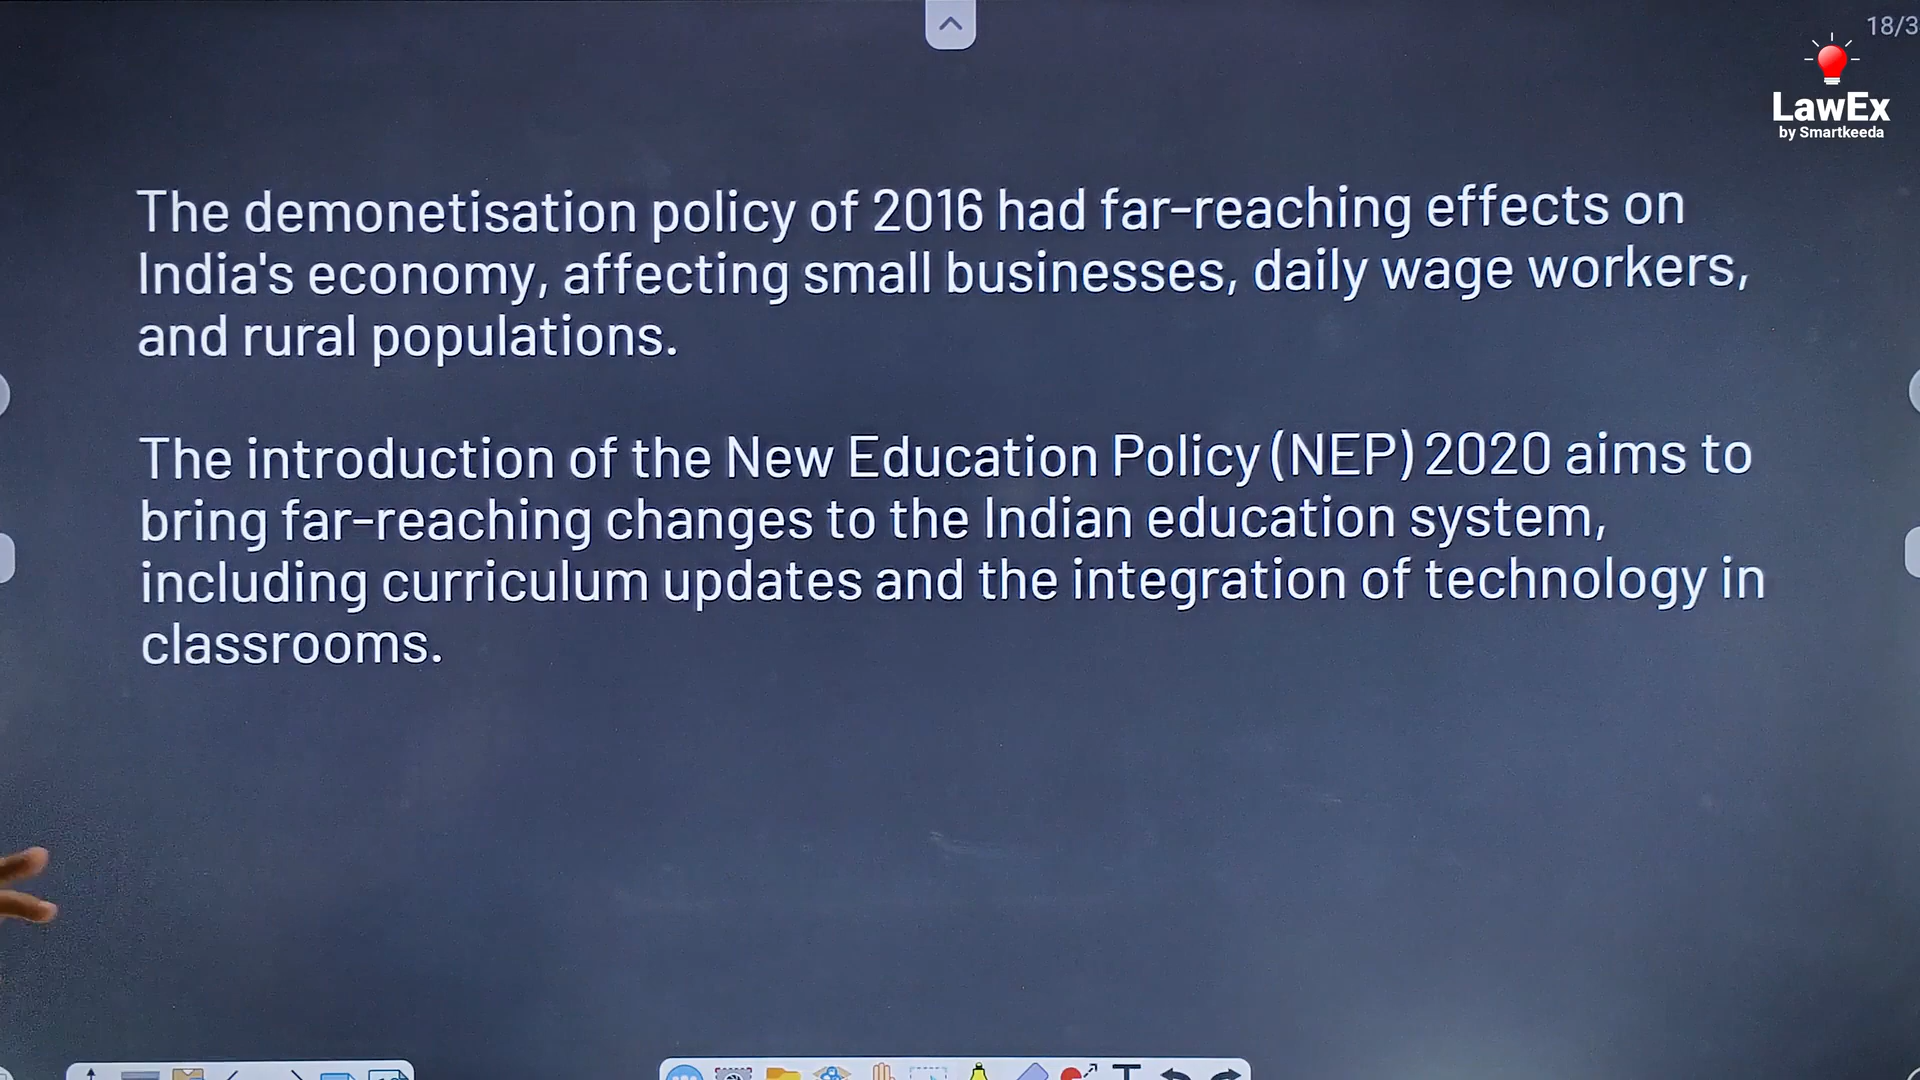 18/3
LawEx
by Smartkeeda
The demonetisation policy of 2016 had far-reaching effects on
India's economy, affecting small businesses, daily wage workers,
and rural populations.
The introduction of the New Education Policy (NEP) 2020 aims to
bring far-reaching changes to the Indian education system,
including curriculum updates and the integration of technology in
classrooms.